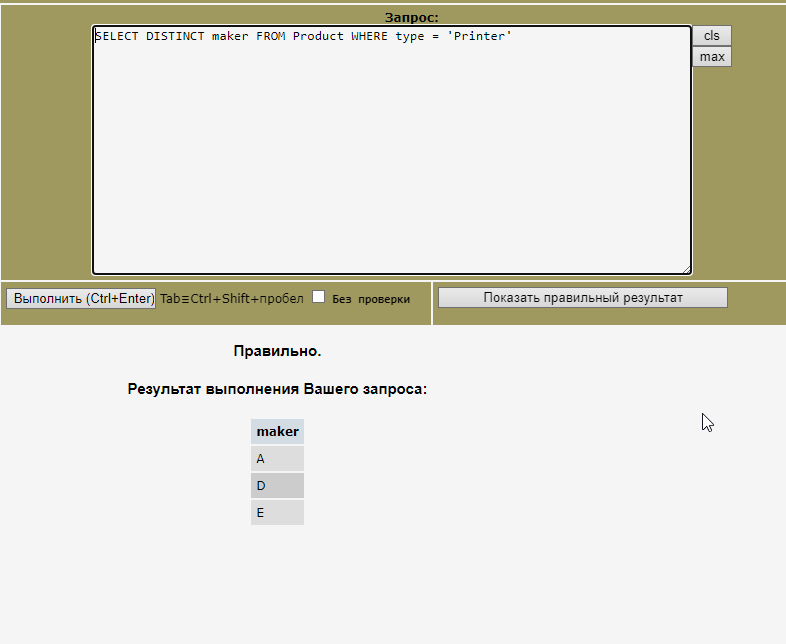 Запрос:
SELECT DISTINCT maker FROM Product WHERE type = 'Printer'
cls
max
Выполнить (Ctrl+Enter) Tab≡Ctrl+Shift+пробел Без проверки
Показать правильный результат
Правильно.
Результат выполнения Вашего запроса:
maker
A
D
E